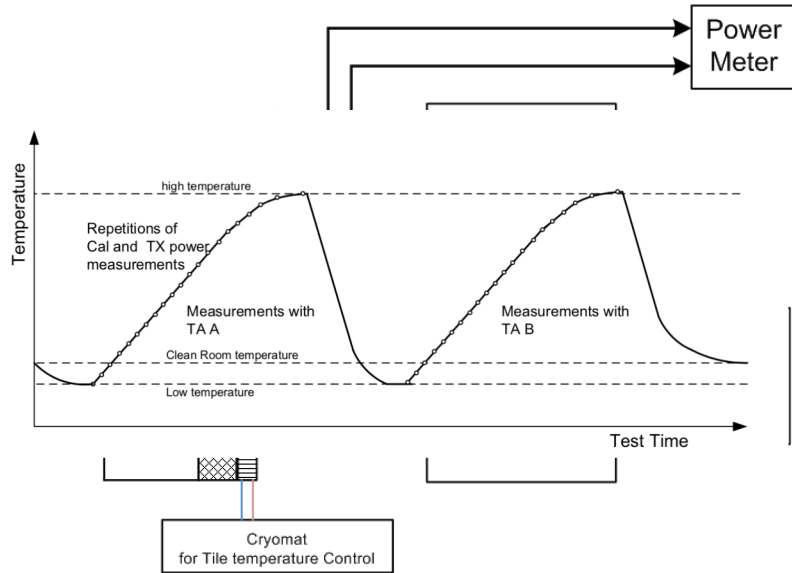 Power
Meter
Temperature
high temperature
Repetitions of
Cal and TX power
measurements
Measurements with
TA A
Measurements with
TA B
Clean Room temperature
Low temperature
Test Time
Cryomat
for Tile temperature Control